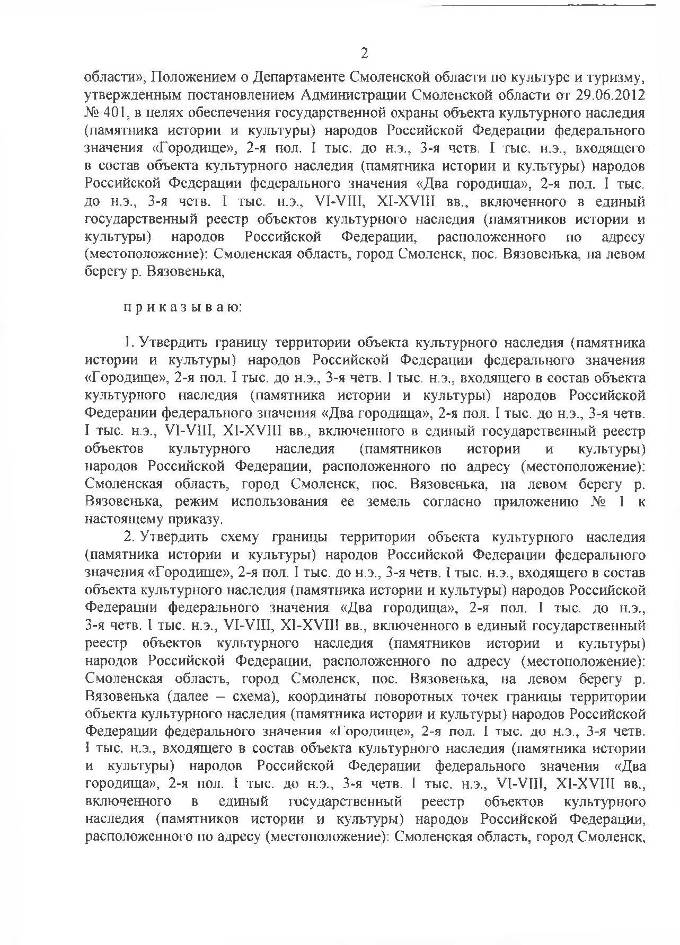 2
области», Положением о Департаменте Смоленской области по культуре и туризму,
утвержденным постановлением Администрации Смоленской области от 29.06.2012
№ 401, в целях обеспечения государственной охраны объекта культурного наследия
(памятника истории и культуры) народов Российской Федерации федерального
значения «Городище», 2-я пол. I тыс. до н.э., 3-я четв. I тыс. н.э., входящего
в состав объекта культурного наследия (памятника истории и культуры) народов
Российской Федерации федерального значения «Два городища», 2-я пол. I тыс.
до н.э., 3-я четв. I тыс. н.э., VI-VIII, XI-XVIII вв., включенного в единый
государственный реестр объектов культурного наследия (памятников истории и
культуры) народов Российской Федерации, расположенного по адресу
(местоположение): Смоленская область, город Смоленск, пос. Вязовенька, на левом
берегу р. Вязовенька,
п р и к а з ы в а ю:
1. Утвердить границу территории объекта культурного наследия (памятника
истории и культуры) народов Российской Федерации федерального значения
«Городище», 2-я пол. I тыс. до н.э., 3-я четв. I тыс. н.э., входящего в состав объекта
культурного наследия (памятника истории и культуры) народов Российской
Федерации федерального значения «Два городища», 2-я пол. I тыс. до н.э., 3-я четв.
I тыс. н.э., VI-VIII, XI-XVIII вв., включенного в единый государственный реестр
объектов культурного наследия (памятников истории и культуры)
народов Российской Федерации, расположенного по адресу (местоположение):
Смоленская область, город Смоленск, пос. Вязовенька, на левом берегу р.
Вязовенька, режим использования ее земель согласно приложению № 1 к
настоящему приказу.
2. Утвердить схему границы территории объекта культурного наследия
(памятника истории и культуры) народов Российской Федерации федерального
значения «Городище», 2-я пол. I тыс. до н.э., 3-я четв. I тыс. н.э., входящего в состав
объекта культурного наследия (памятника истории и культуры) народов Российской
Федерации федерального значения «Два городища», 2-я пол. I тыс. до н.э.,
3-я четв. I тыс. н.э., VI-VIII, XI-XVIII вв., включенного в единый государственный
реестр объектов культурного наследия (памятников истории и культуры)
народов Российской Федерации, расположенного по адресу (местоположение):
Смоленская область, город Смоленск, пос. Вязовенька, на левом берегу р.
Вязовенька (далее – схема), координаты поворотных точек границы территории
объекта культурного наследия (памятника истории и культуры) народов Российской
Федерации федерального значения «Городище», 2-я пол. I тыс. до н.э., 3-я четв.
I тыс. н.э., входящего в состав объекта культурного наследия (памятника истории
и культуры) народов Российской Федерации федерального значения «Два
городища», 2-я пол. I тыс. до н.э., 3-я четв. I тыс. н.э., VI-VIII, XI-XVIII вв.,
включенного в единый государственный реестр объектов культурного
наследия (памятников истории и культуры) народов Российской Федерации,
расположенного по адресу (местоположение): Смоленская область, город Смоленск,